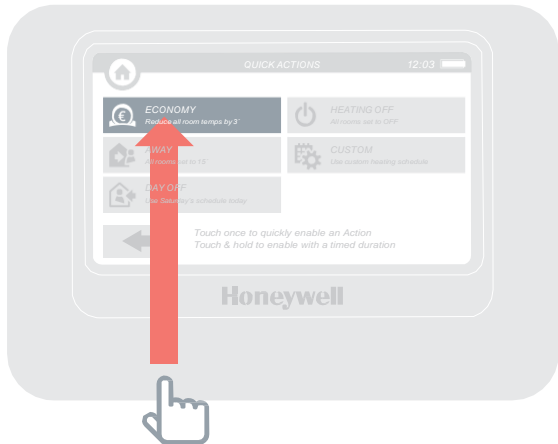 QUICK ACTIONS 12:03
ECONOMY
Reduce all room temps by 3°
HEATING OFF
All rooms set to OFF
AWAY
All rooms set to 15°
CUSTOM
Use custom heating schedule
DAY OFF
Use Saturday's schedule today
Touch once to quickly enable an Action
Touch & hold to enable with a timed duration
Honeywell